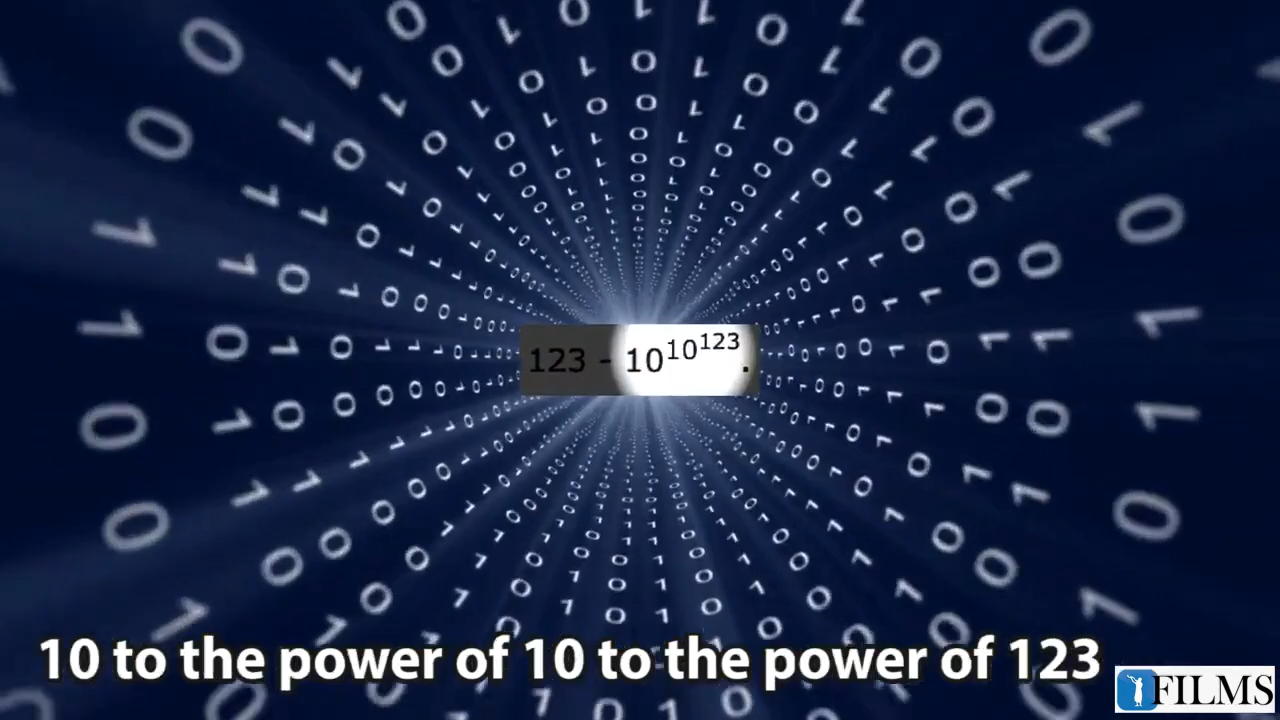 123 - 10^10^123.
10 to the power of 10 to the power of 123
FILMS